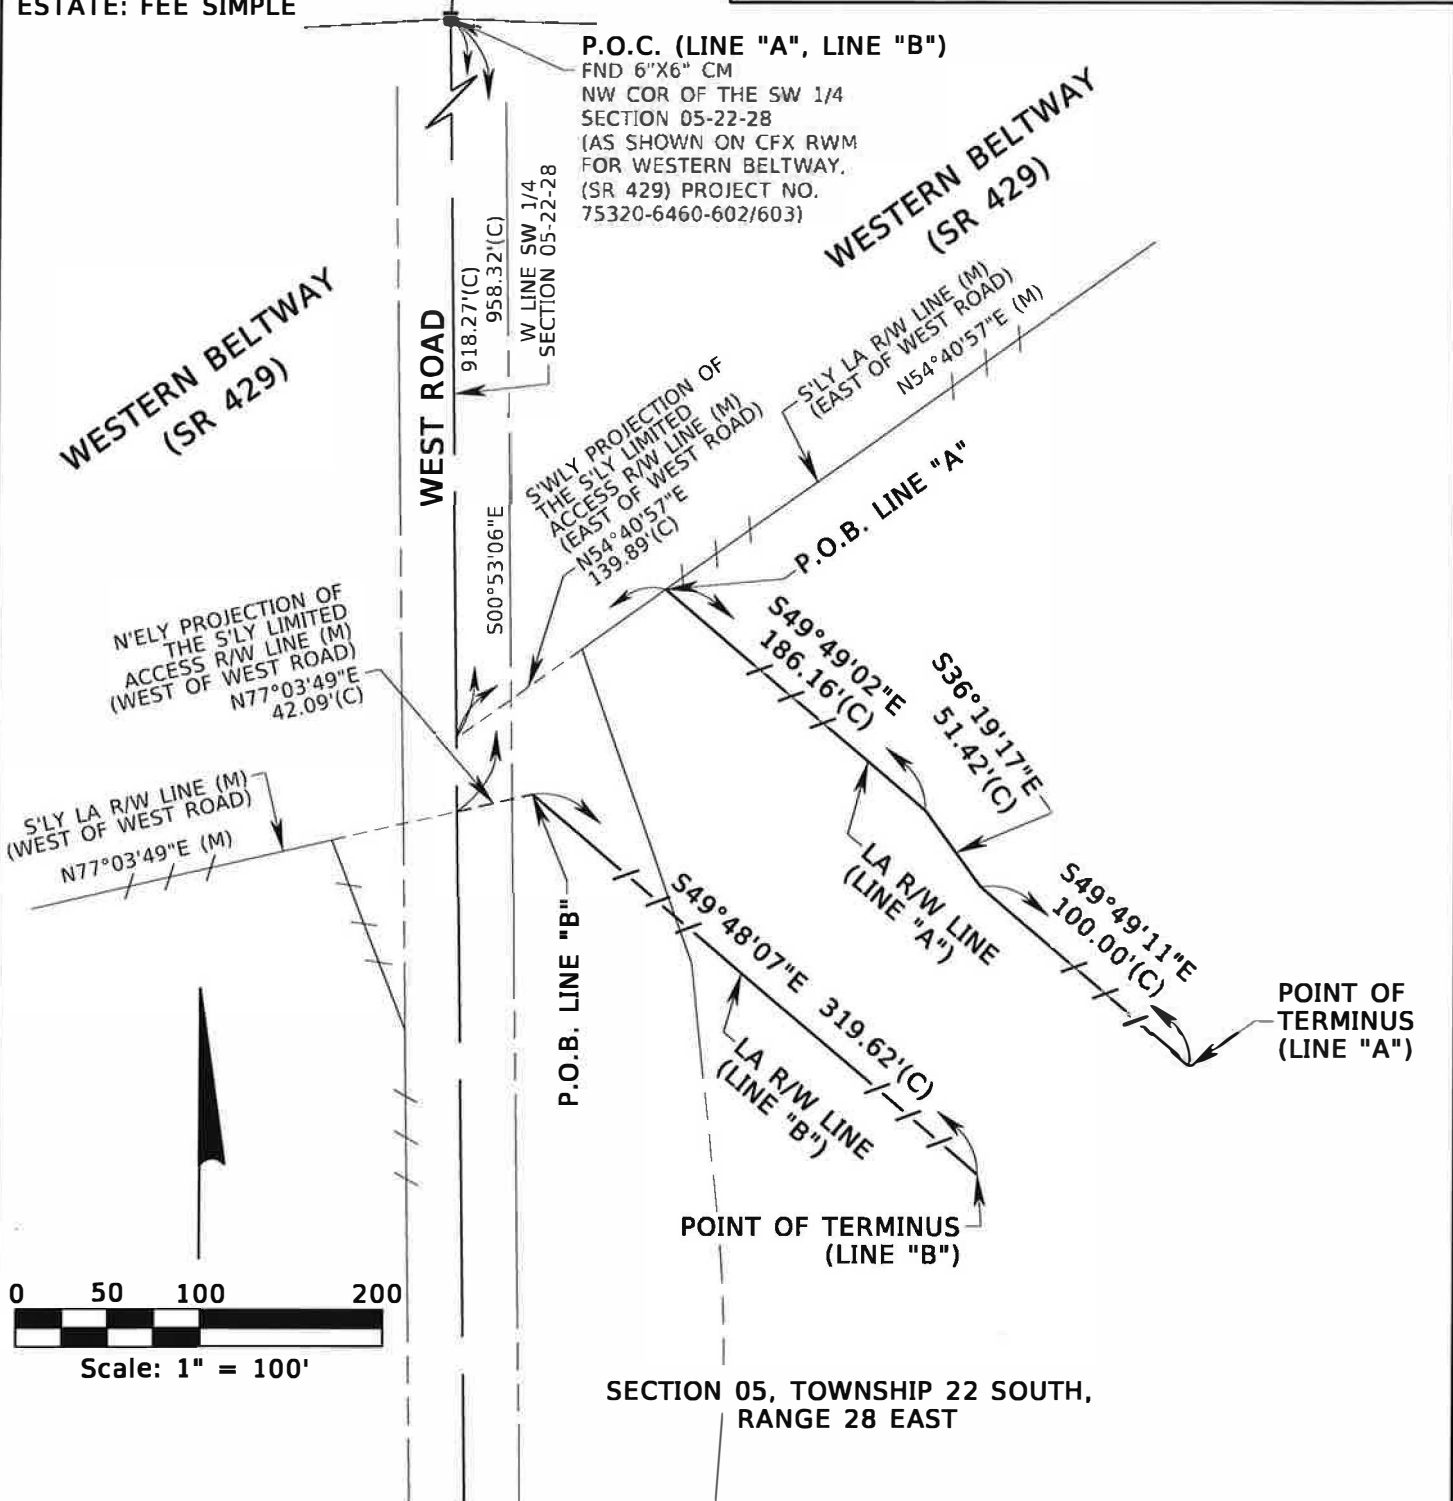 ESTATE: FEE SIMPLE
P.O.C. (LINE "A", LINE "B")
FND 6"X6" CM
NW COR OF THE SW 1/4
SECTION 05-22-28
(AS SHOWN ON CFX RWM
FOR WESTERN BELTWAY,
(SR 429) PROJECT NO.
75320-6460-602/603)
WESTERN BELTWAY
(SR 429)
WESTERN BELTWAY
(SR 429)
WEST ROAD
918.27'(C)
958.32'(C)
W LINE SW 1/4
SECTION 05-22-28
S00°53'06"E
S'WLY PROJECTION OF
THE S'LY LIMITED
ACCESS R/W LINE (M)
(EAST OF WEST ROAD)
N54°40'57"E
139.89'(C)
S'LY LA R/W LINE (M)
(EAST OF WEST ROAD)
N54°40'57"E (M)
P.O.B. LINE "A"
N'ELY PROJECTION OF
THE S'LY LIMITED
ACCESS R/W LINE (M)
(WEST OF WEST ROAD)
N77°03'49"E
42.09'(C)
S'LY LA R/W LINE (M)
(WEST OF WEST ROAD)
N77°03'49"E (M)
S49°49'02"E
186.16'(C)
S36°19'17"E
51.42'(C)
LA R/W LINE
(LINE "A")
S49°49'11"E
100.00'(C)
POINT OF
TERMINUS
(LINE "A")
P.O.B. LINE "B"
S49°48'07"E 319.62'(C)
LA R/W LINE
(LINE "B")
POINT OF TERMINUS
(LINE "B")
0 50 100 200
Scale: 1" = 100'
SECTION 05, TOWNSHIP 22 SOUTH,
RANGE 28 EAST